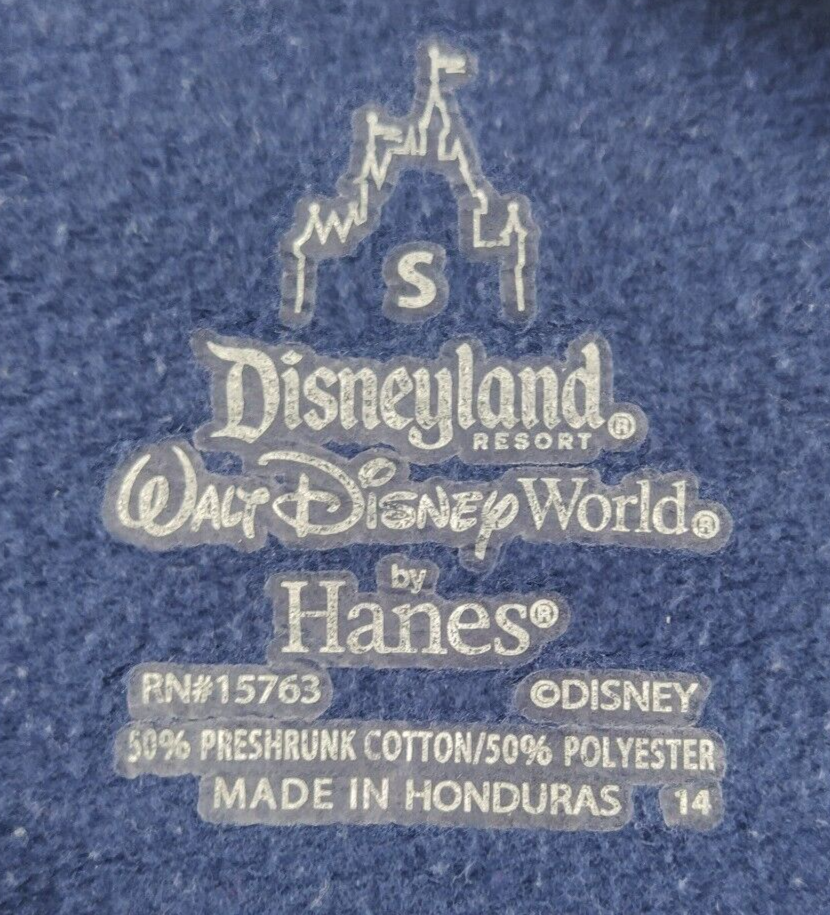 S
Disneyland®
RESORT
WALT DISNEY World®
by
Hanes®
RN#15763 ©DISNEY
50% PRESHRUNK COTTON/50% POLYESTER
MADE IN HONDURAS 14